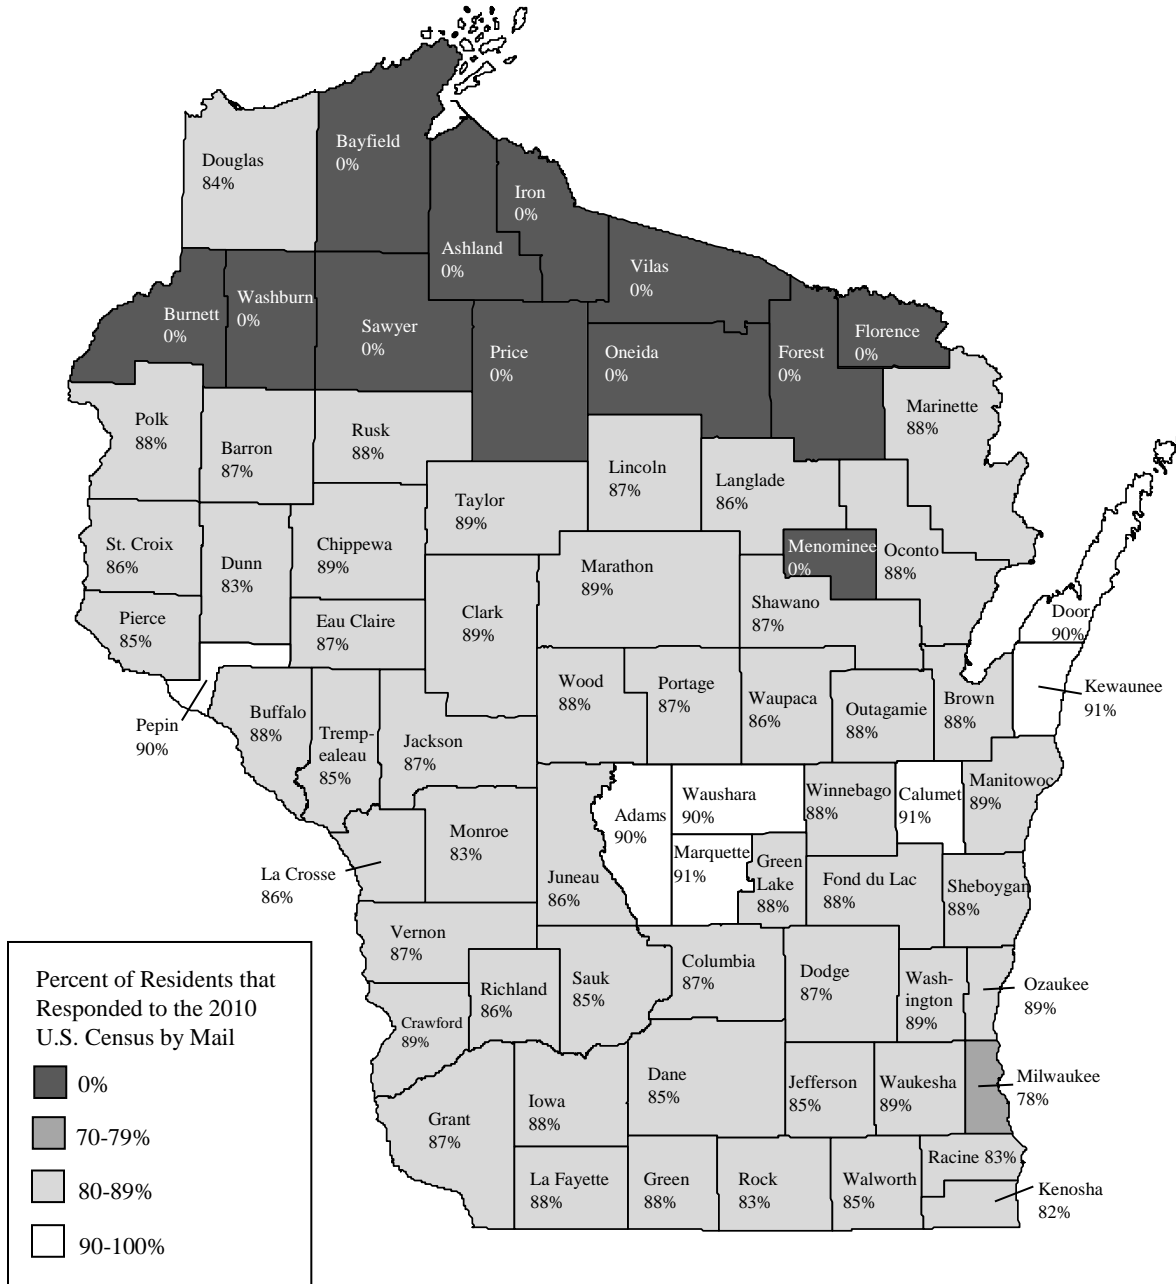 Douglas
84%
Bayfield
0%
Iron
0%
Ashland
0%
Vilas
0%
Burnett
0%
Washburn
0%
Sawyer
0%
Price
0%
Oneida
0%
Forest
0%
Florence
0%
Polk
88%
Barron
87%
Rusk
88%
Marinette
88%
Taylor
89%
Lincoln
87%
Langlade
86%
St. Croix
86%
Dunn
83%
Chippewa
89%
Marathon
89%
Menominee
0%
Oconto
88%
Pierce
85%
Eau Claire
87%
Clark
89%
Shawano
87%
Door
90%
Pepin
90%
Buffalo
88%
Tremp-
ealeau
85%
Jackson
87%
Wood
88%
Portage
87%
Waupaca
86%
Outagamie
88%
Brown
88%
Kewaunee
91%
Monroe
83%
Juneau
86%
Adams
90%
Waushara
90%
Marquette
91%
Green
Lake
88%
Winnebago
88%
Calumet
91%
Manitowoc
89%
La Crosse
86%
Fond du Lac
88%
Sheboygan
88%
Vernon
87%
Richland
86%
Sauk
85%
Columbia
87%
Dodge
87%
Wash-
ington
89%
Ozaukee
89%
Crawford
89%
Grant
87%
Iowa
88%
Dane
85%
Jefferson
85%
Waukesha
89%
Milwaukee
78%
La Fayette
88%
Green
88%
Rock
83%
Walworth
85%
Racine 83%
Kenosha
82%
Percent of Residents that
Responded to the 2010
U.S. Census by Mail
0%
70-79%
80-89%
90-100%